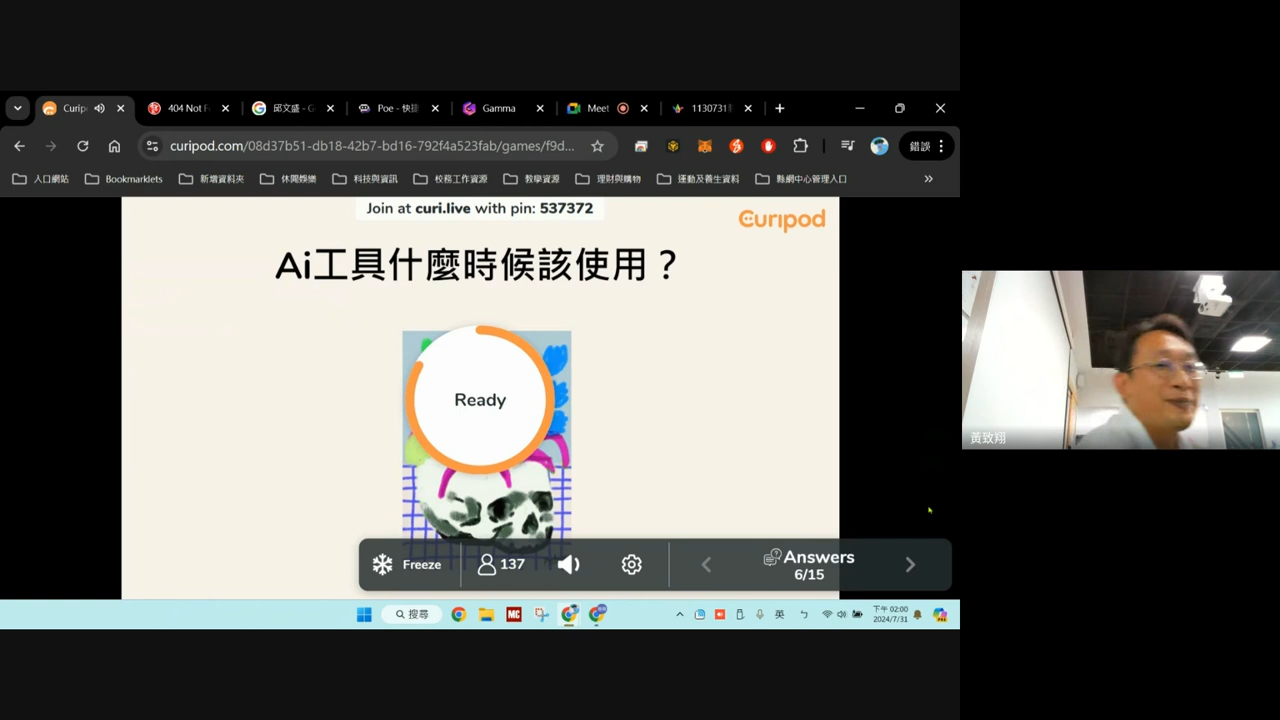 Curip
404 Not F
邱文盛 - G
Poe - 快捷
Gamma
Meet
1130731
curipod.com/08d37b51-db18-42b7-bd16-792f4a523fab/games/f9d...
錯誤
入口網站
Bookmarklets
新增資料夾
休閒娛樂
科技與資訊
校務工作資源
教學資源
理財與購物
運動及養生資料
縣網中心管理入口
Join at curi.live with pin: 537372
Curipod
Ai工具什麼時候該使用？
Ready
黃致翔
Freeze
137
Answers
6/15
搜尋
英
下午 02:00
2024/7/31